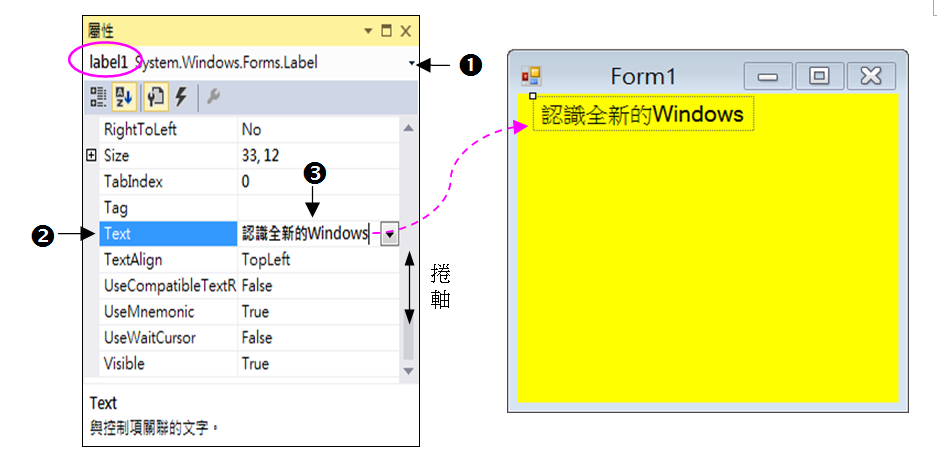 屬性
label1 System.Windows.Forms.Label
❶
RightToLeft No
Size 33, 12
TabIndex 0
❸
Tag
❷
Text 認識全新的Windows
TextAlign TopLeft
UseCompatibleTextR False
UseMnemonic True
UseWaitCursor False
Visible True
捲
軸
Text
與控制項關聯的文字。
Form1
認識全新的Windows